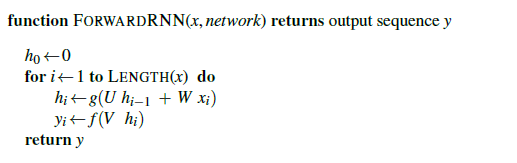 function FORWARDRNN(x, network) returns output sequence y
h₀←0
for i←1 to LENGTH(x) do
hᵢ←g(U hᵢ₋₁ + W xᵢ)
yᵢ←f(V hᵢ)
return y